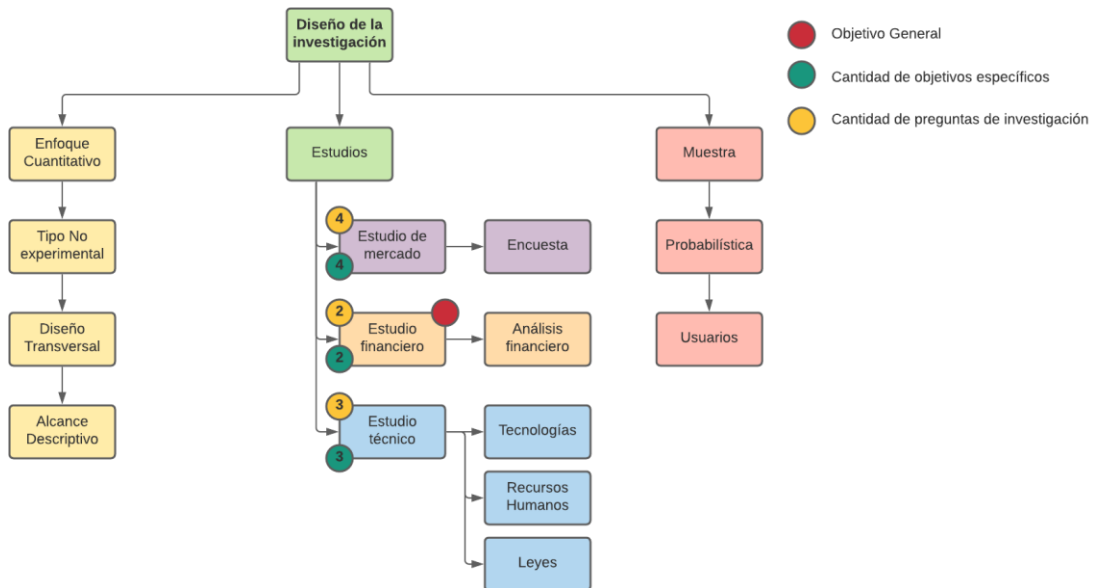 Diseño de la
investigación
Objetivo General
Cantidad de objetivos específicos
Cantidad de preguntas de investigación
Enfoque
Cuantitativo
Estudios
Muestra
Tipo No
experimental
4
Estudio de
mercado
4
Encuesta
Probabilística
Diseño
Transversal
2
Estudio
financiero
2
Análisis
financiero
Usuarios
Alcance
Descriptivo
3
Estudio
técnico
3
Tecnologías
Recursos
Humanos
Leyes